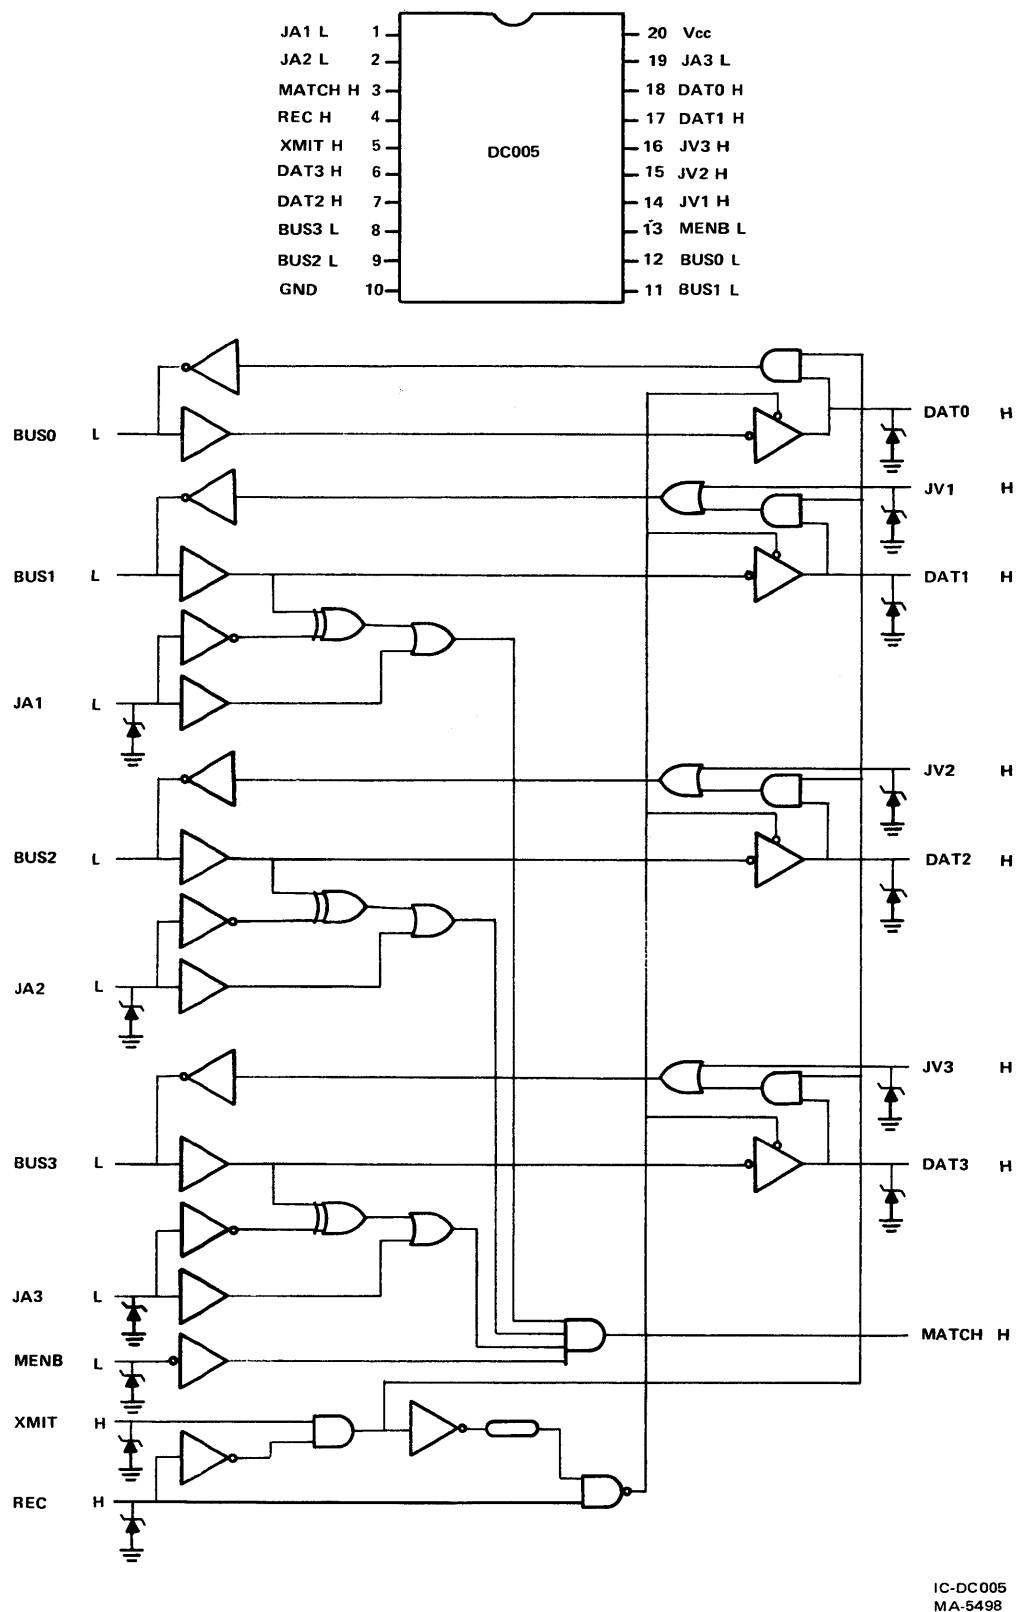 JA1 L 1
JA2 L 2
MATCH H 3
REC H 4
XMIT H 5
DAT3 H 6
DAT2 H 7
BUS3 L 8
BUS2 L 9
GND 10
DC005
20 Vcc
19 JA3 L
18 DAT0 H
17 DAT1 H
16 JV3 H
15 JV2 H
14 JV1 H
13 MENB L
12 BUS0 L
11 BUS1 L
DAT0 H
BUS0 L
JV1 H
BUS1 L
DAT1 H
JA1 L
JV2 H
BUS2 L
DAT2 H
JA2 L
JV3 H
BUS3 L
DAT3 H
JA3 L
MATCH H
MENB L
XMIT H
REC H
IC-DC005
MA-5498